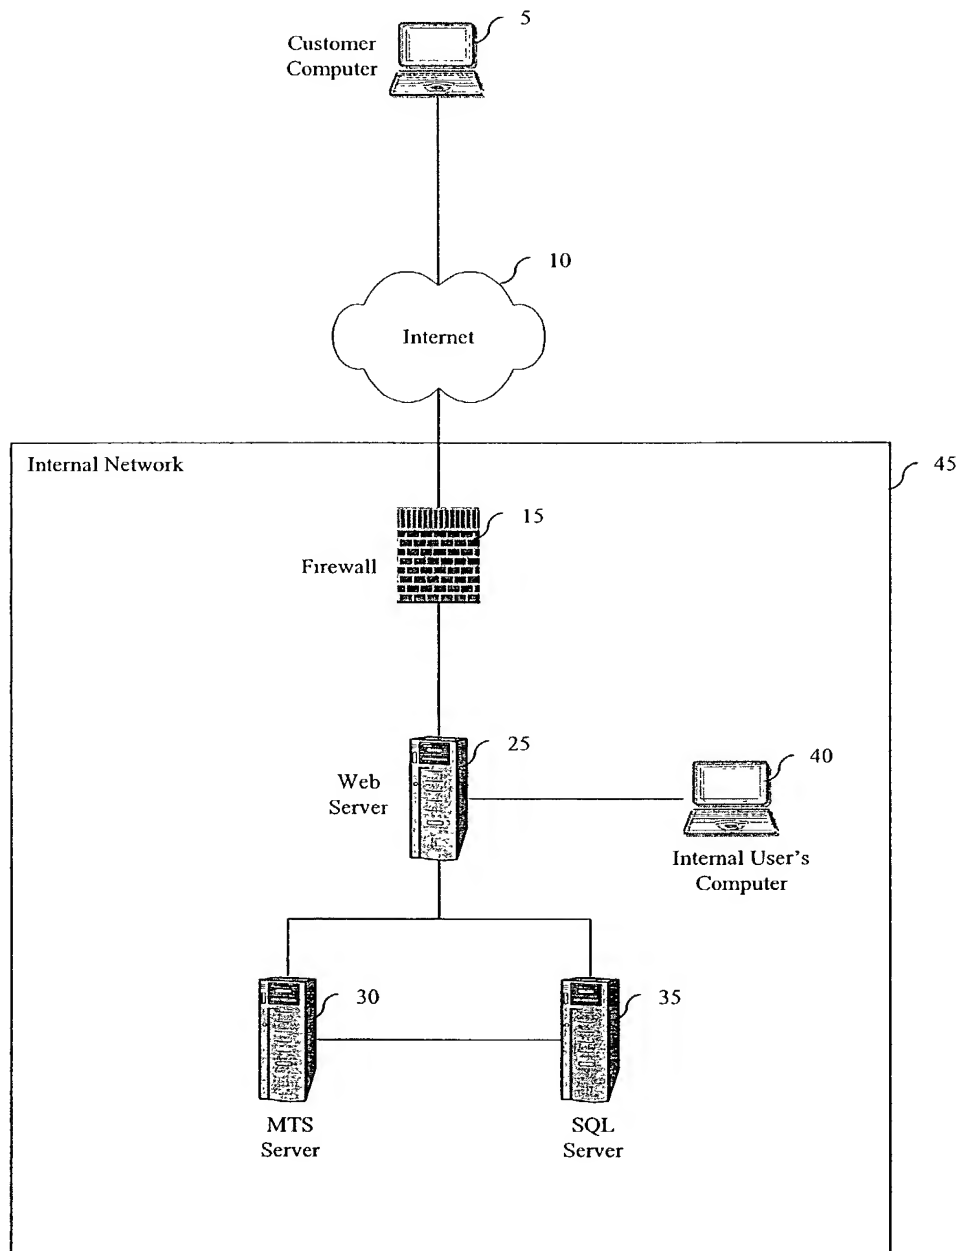 5
Customer
Computer
10
Internet
Internal Network
45
15
Firewall
25
Web
Server
40
Internal User's
Computer
30
35
MTS
Server
SQL
Server